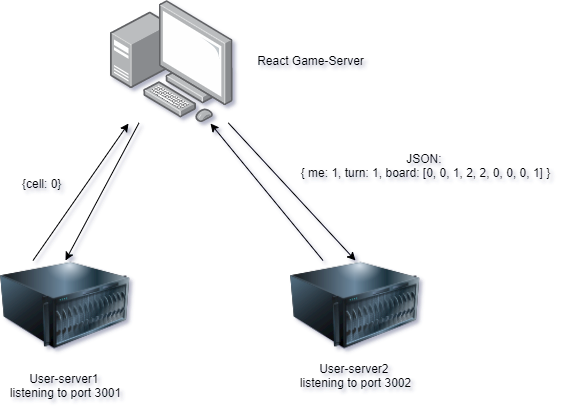 React Game-Server
JSON:
{ me: 1, turn: 1, board: [0, 0, 1, 2, 2, 0, 0, 0, 1] }
{cell: 0}
User-server1
listening to port 3001
User-server2
listening to port 3002